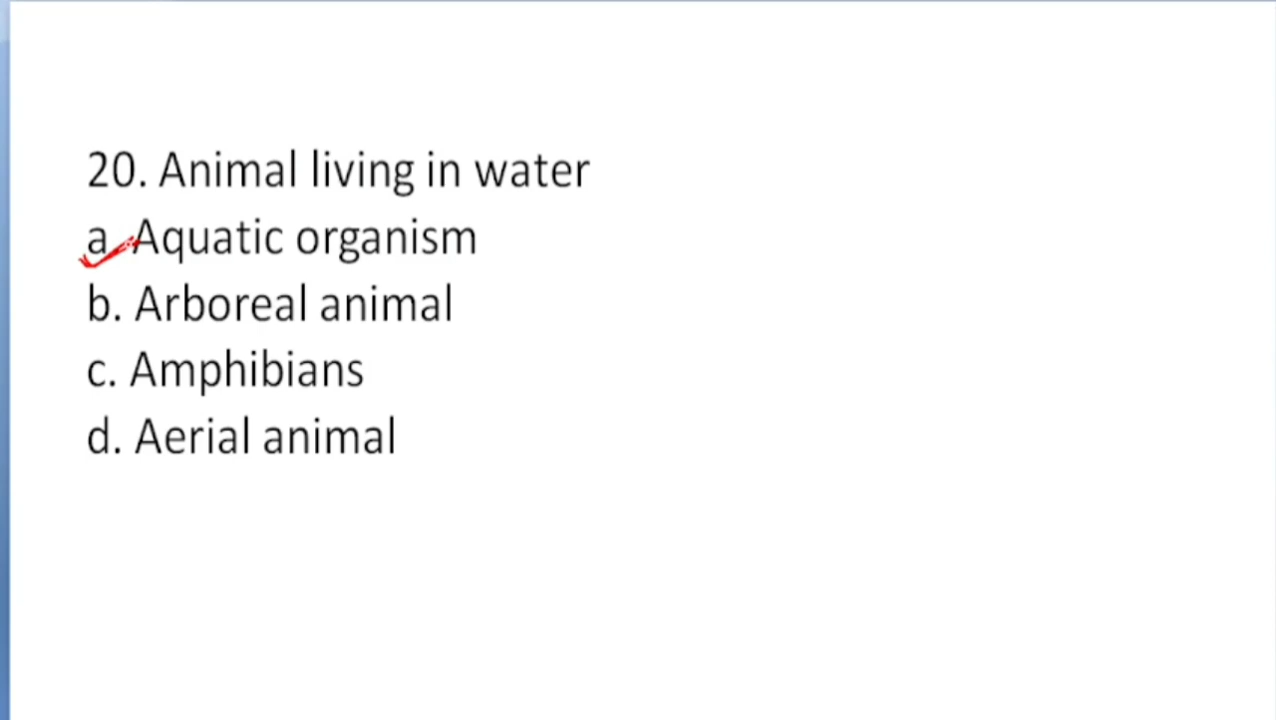 20. Animal living in water
a. Aquatic organism
b. Arboreal animal
c. Amphibians
d. Aerial animal